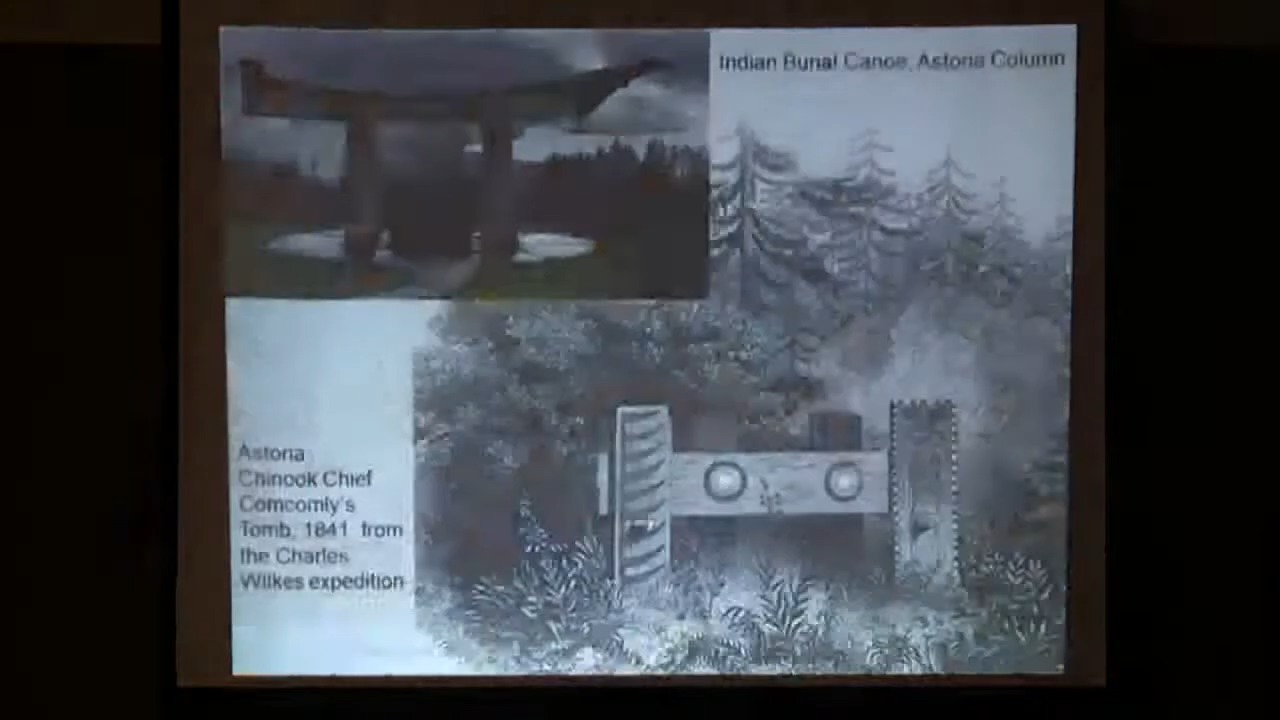 Indian Burial Canoe, Astoria Column
Astoria
Chinook Chief
Comcomly's
Tomb, 1841 from
the Charles
Wilkes expedition